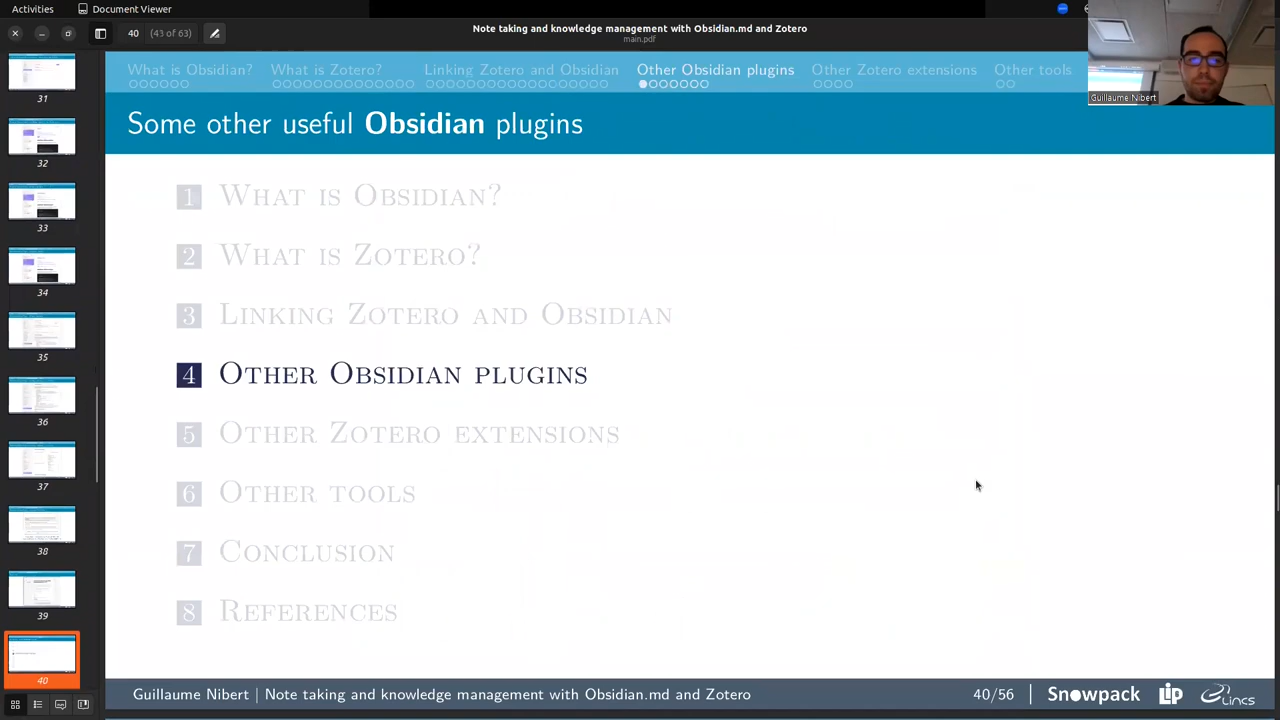 Activities
Document Viewer
40
(43 of 63)
Note taking and knowledge management with Obsidian.md and Zotero
main.pdf
Guillaume Nibert
31
32
33
34
35
36
37
38
39
40
What is Obsidian?
What is Zotero?
Linking Zotero and Obsidian
Other Obsidian plugins
Other Zotero extensions
Other tools
Some other useful Obsidian plugins
1 What is Obsidian?
2 What is Zotero?
3 Linking Zotero and Obsidian
4 Other Obsidian plugins
5 Other Zotero extensions
6 Other tools
7 Conclusion
8 References
Guillaume Nibert | Note taking and knowledge management with Obsidian.md and Zotero
40/56
Snowpack
LIP
Lincs